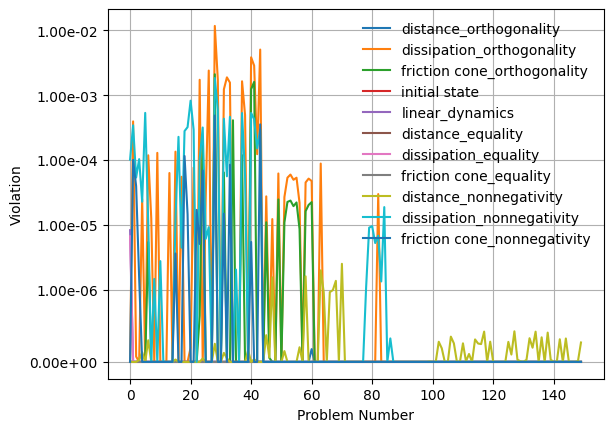 1.00e-02
1.00e-03
1.00e-04
1.00e-05
1.00e-06
0.00e+00
Violation
distance_orthogonality
dissipation_orthogonality
friction cone_orthogonality
initial state
linear_dynamics
distance_equality
dissipation_equality
friction cone_equality
distance_nonnegativity
dissipation_nonnegativity
friction cone_nonnegativity
0 20 40 60 80 100 120 140
Problem Number